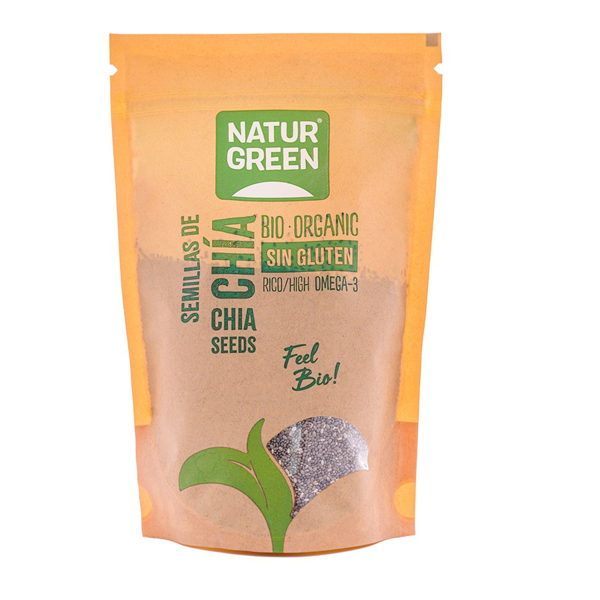 NATUR®
GREEN
SEMILLAS DE
CHÍA
CHIA
SEEDS
BIO · ORGANIC
SIN GLUTEN
RICO/HIGH OMEGA-3
Feel
Bio!